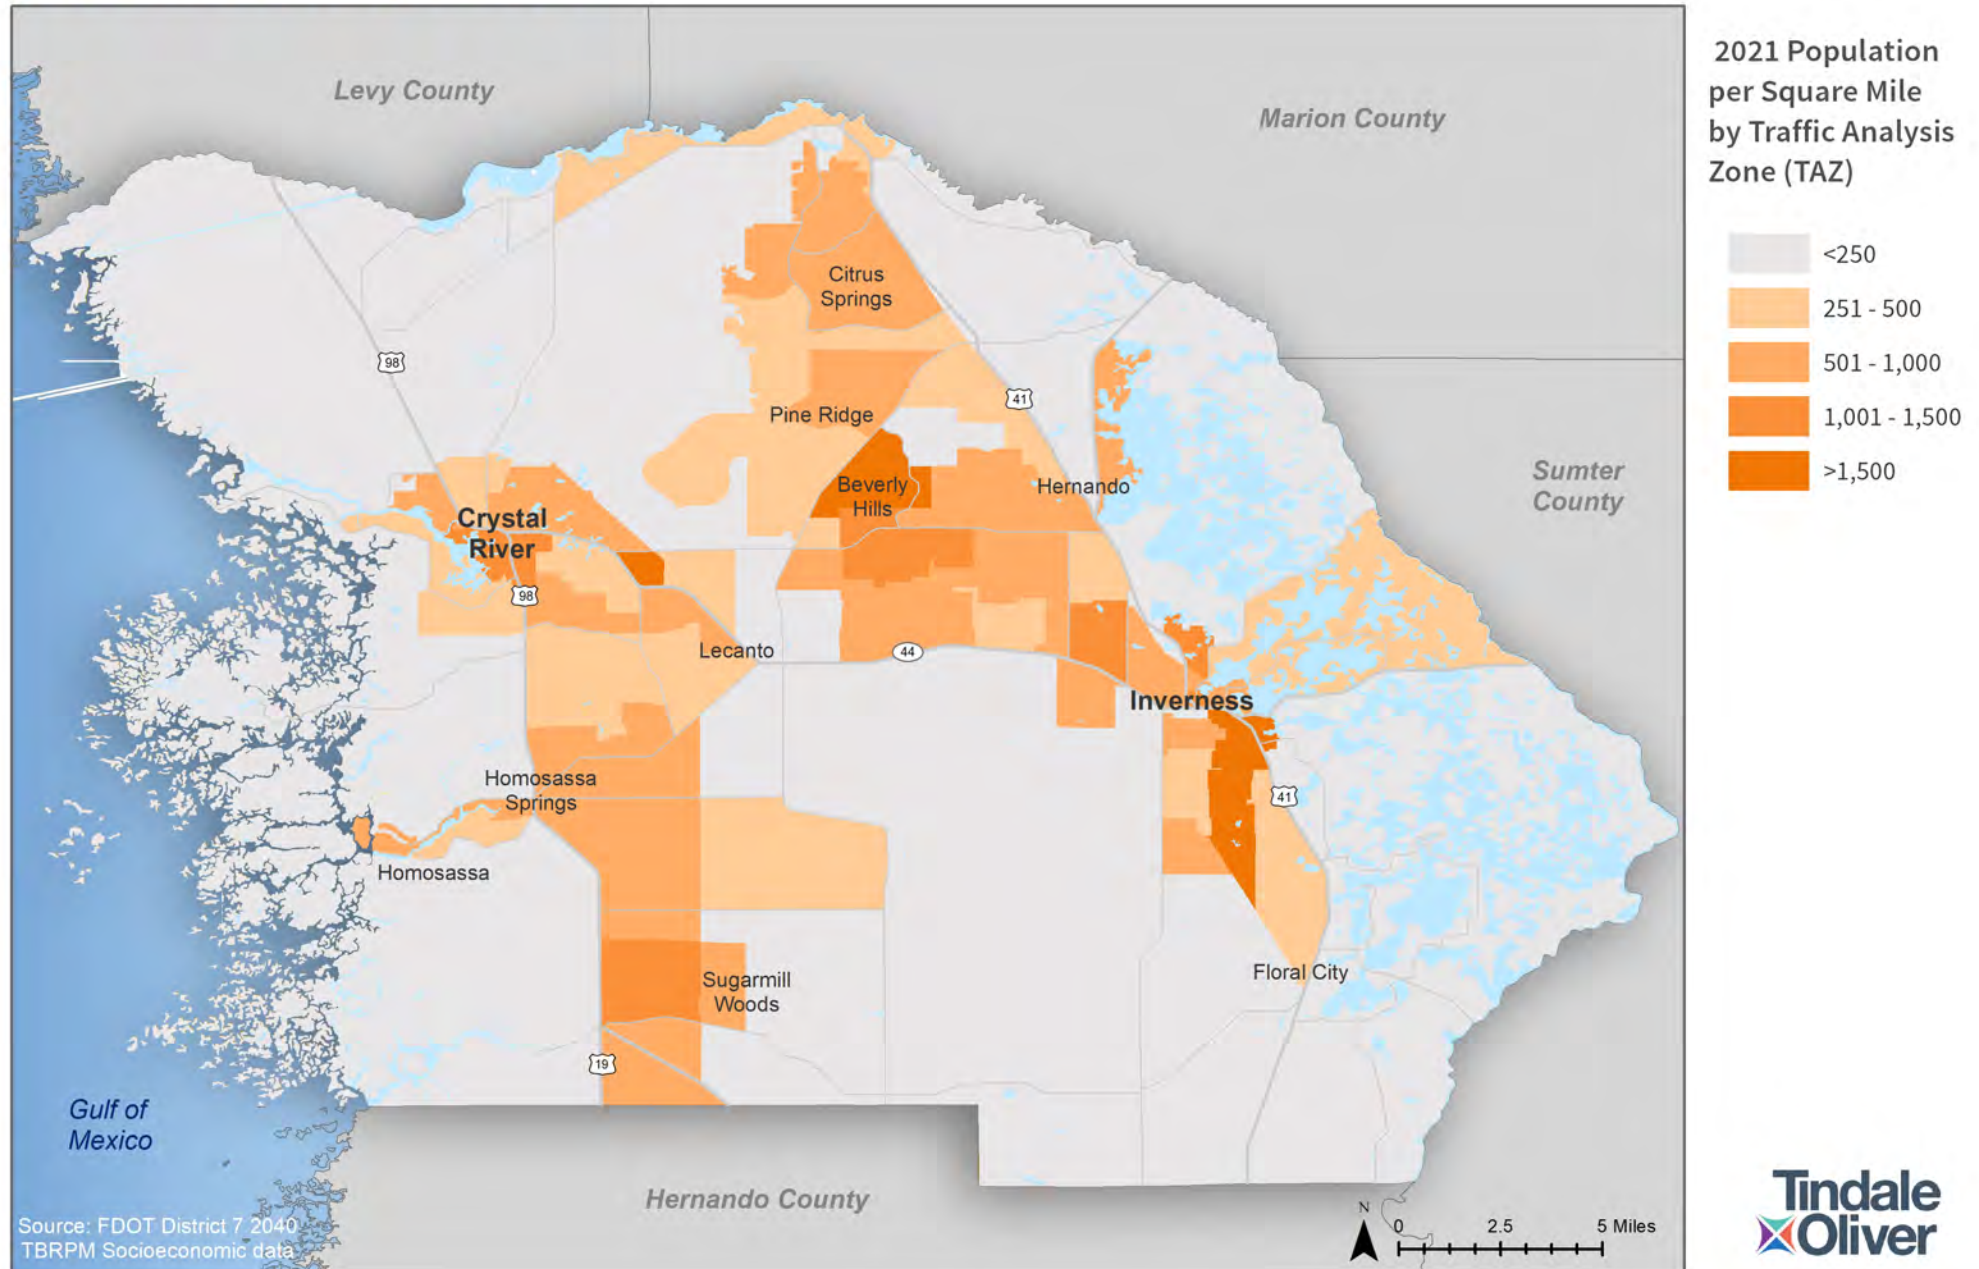 2021 Population
per Square Mile
by Traffic Analysis
Zone (TAZ)
<250
251 - 500
501 - 1,000
1,001 - 1,500
>1,500
Levy County
Marion County
Sumter
County
Hernando County
Gulf of
Mexico
Citrus
Springs
98
41
Pine Ridge
Beverly
Hills
Hernando
Crystal
River
98
Lecanto
44
Inverness
Homosassa
Springs
41
Homosassa
Floral City
Sugarmill
Woods
19
Source: FDOT District 7 2040
TBRPM Socioeconomic data
N
0 2.5 5 Miles
Tindale
Oliver